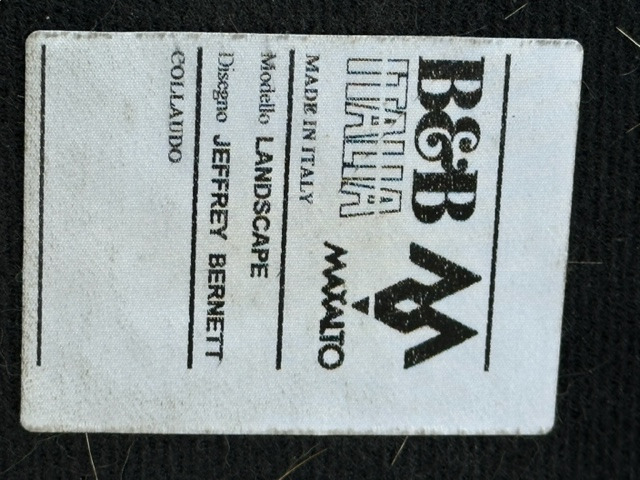 B&B
ITALIA
MAXALTO
MADE IN ITALY
Modello LANDSCAPE
Disegno JEFFREY BERNETT
COLLAUDO